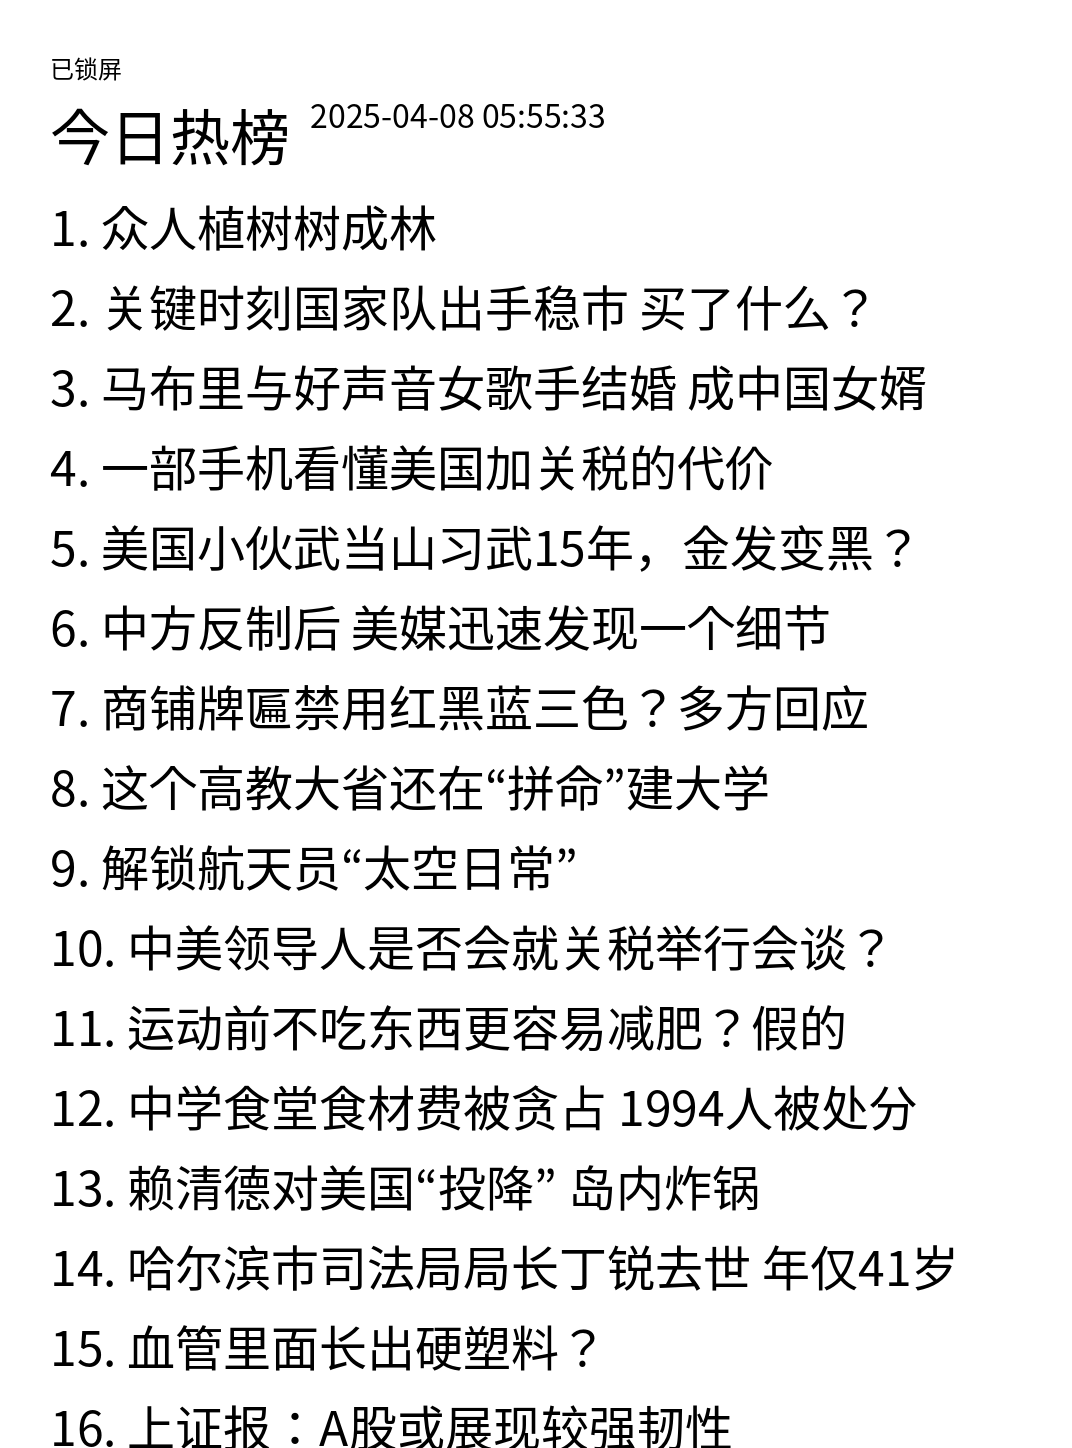 已锁屏
今日热榜 2025-04-08 05:55:33
1. 众人植树树成林
2. 关键时刻国家队出手稳市 买了什么？
3. 马布里与好声音女歌手结婚 成中国女婿
4. 一部手机看懂美国加关税的代价
5. 美国小伙武当山习武15年，金发变黑？
6. 中方反制后 美媒迅速发现一个细节
7. 商铺牌匾禁用红黑蓝三色？多方回应
8. 这个高教大省还在“拼命”建大学
9. 解锁航天员“太空日常”
10. 中美领导人是否会就关税举行会谈？
11. 运动前不吃东西更容易减肥？假的
12. 中学食堂食材费被贪占 1994人被处分
13. 赖清德对美国“投降” 岛内炸锅
14. 哈尔滨市司法局局长丁锐去世 年仅41岁
15. 血管里面长出硬塑料？
16. 上证报：A股或展现较强韧性